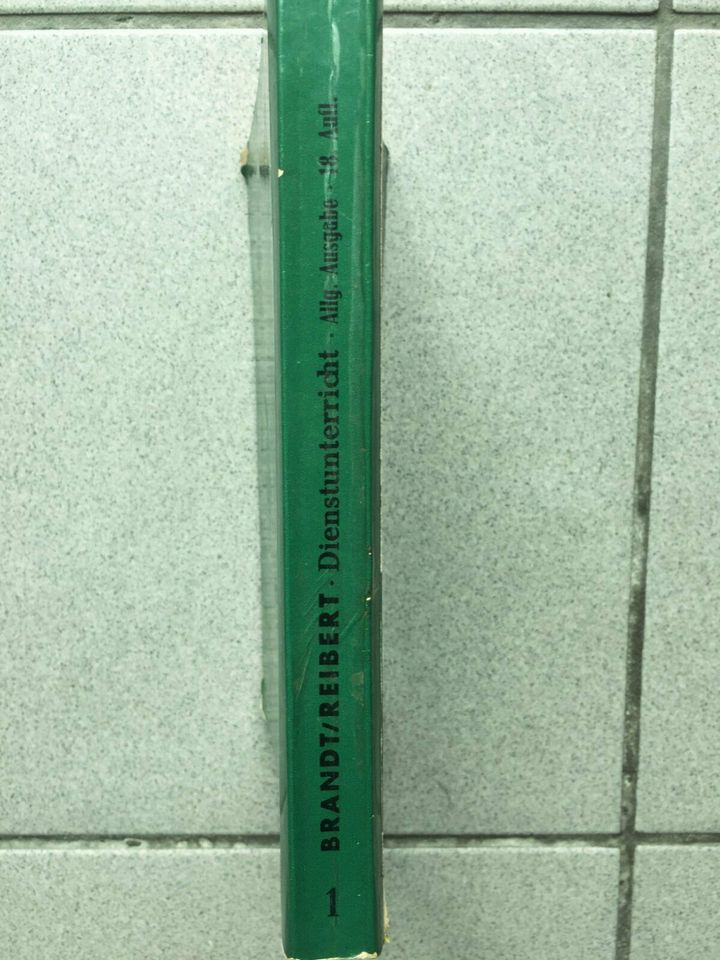 1 BRANDT/REIBERT · Dienstunterricht · Allg. Ausgabe · 18. Aufl.